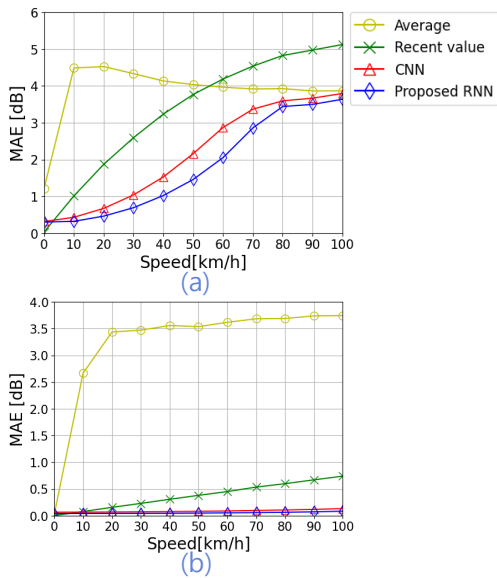 6
5
4
3
2
1
0
MAE [dB]
0 10 20 30 40 50 60 70 80 90 100
Speed[km/h]
(a)
Average
Recent value
CNN
Proposed RNN
4.0
3.5
3.0
2.5
2.0
1.5
1.0
0.5
0.0
MAE [dB]
0 10 20 30 40 50 60 70 80 90 100
Speed[km/h]
(b)